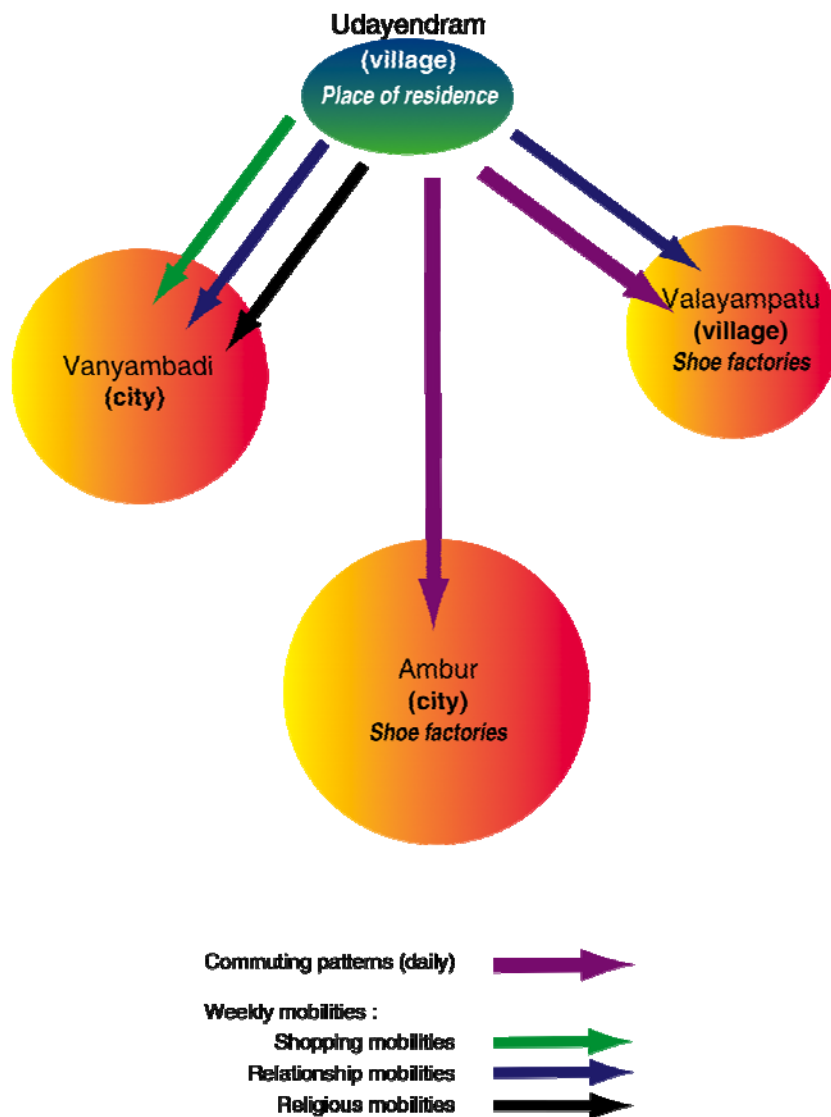 Udayendram
(village)
Place of residence
Vanyambadi
(city)
Valayampatu
(village)
Shoe factories
Ambur
(city)
Shoe factories
Commuting patterns (daily)
Weekly mobilities :
Shopping mobilities
Relationship mobilities
Religious mobilities